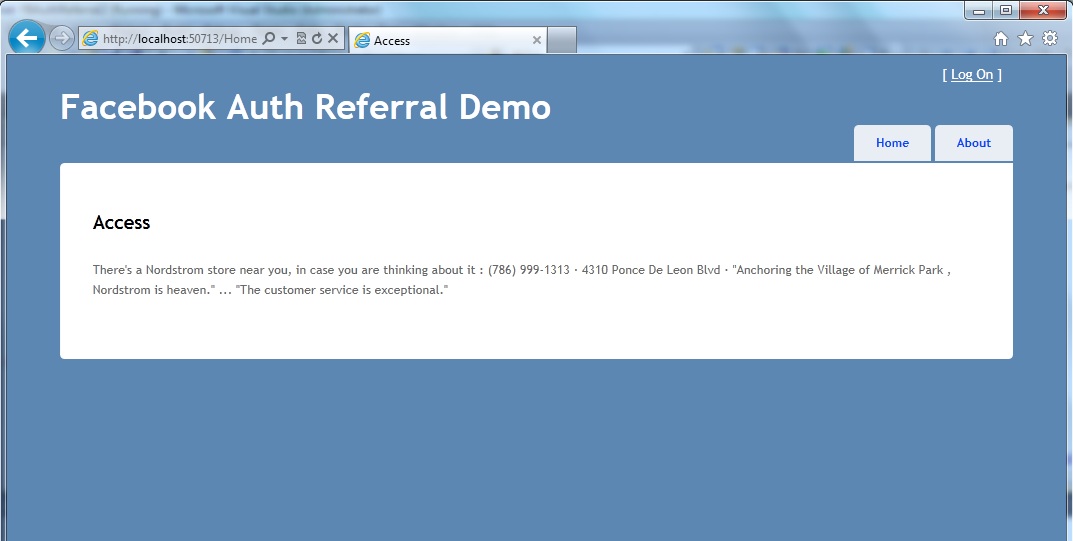 http://localhost:50713/Home
Access
[ Log On ]
Facebook Auth Referral Demo
Home
About
Access
There's a Nordstrom store near you, in case you are thinking about it : (786) 999-1313 · 4310 Ponce De Leon Blvd · "Anchoring the Village of Merrick Park ,
Nordstrom is heaven." ... "The customer service is exceptional."